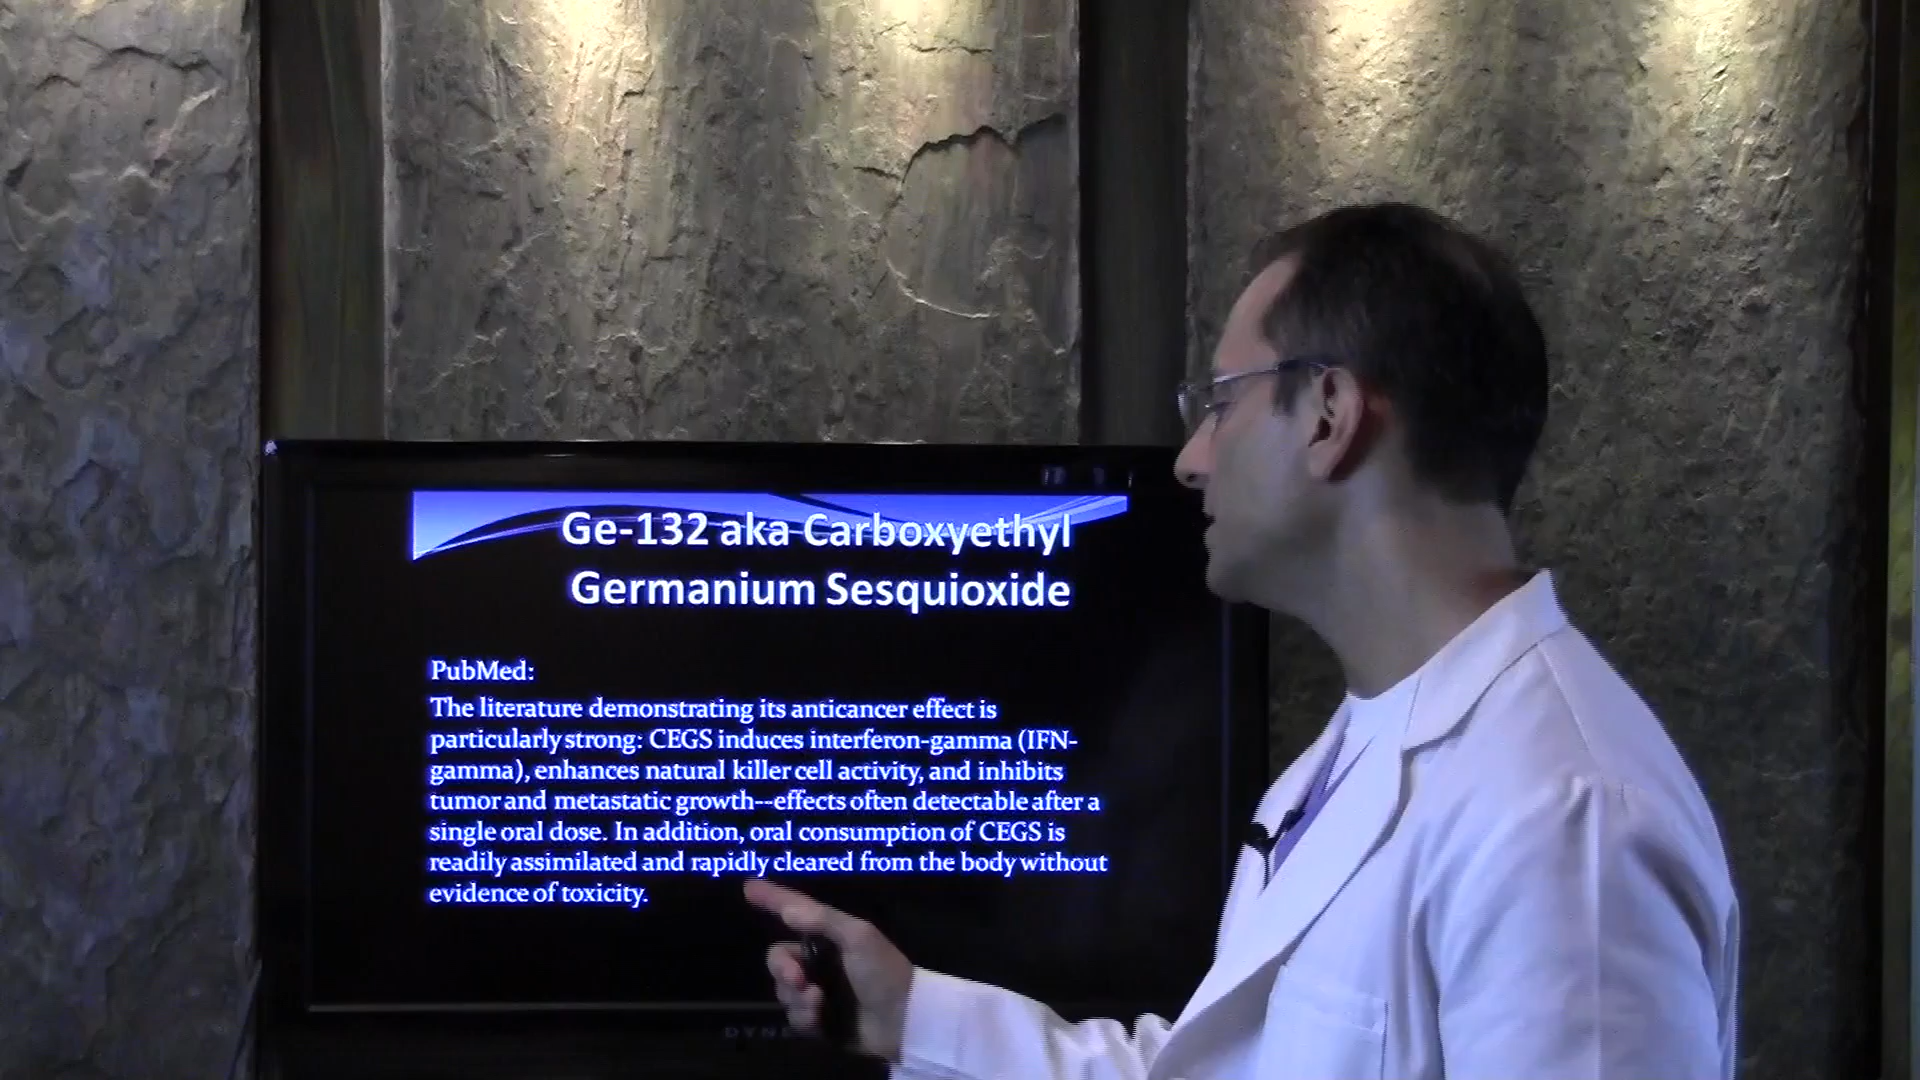 Ge-132 aka Carboxyethyl
Germanium Sesquioxide
PubMed:
The literature demonstrating its anticancer effect is
particularly strong: CEGS induces interferon-gamma (IFN-
gamma), enhances natural killer cell activity, and inhibits
tumor and metastatic growth--effects often detectable after a
single oral dose. In addition, oral consumption of CEGS is
readily assimilated and rapidly cleared from the body without
evidence of toxicity.